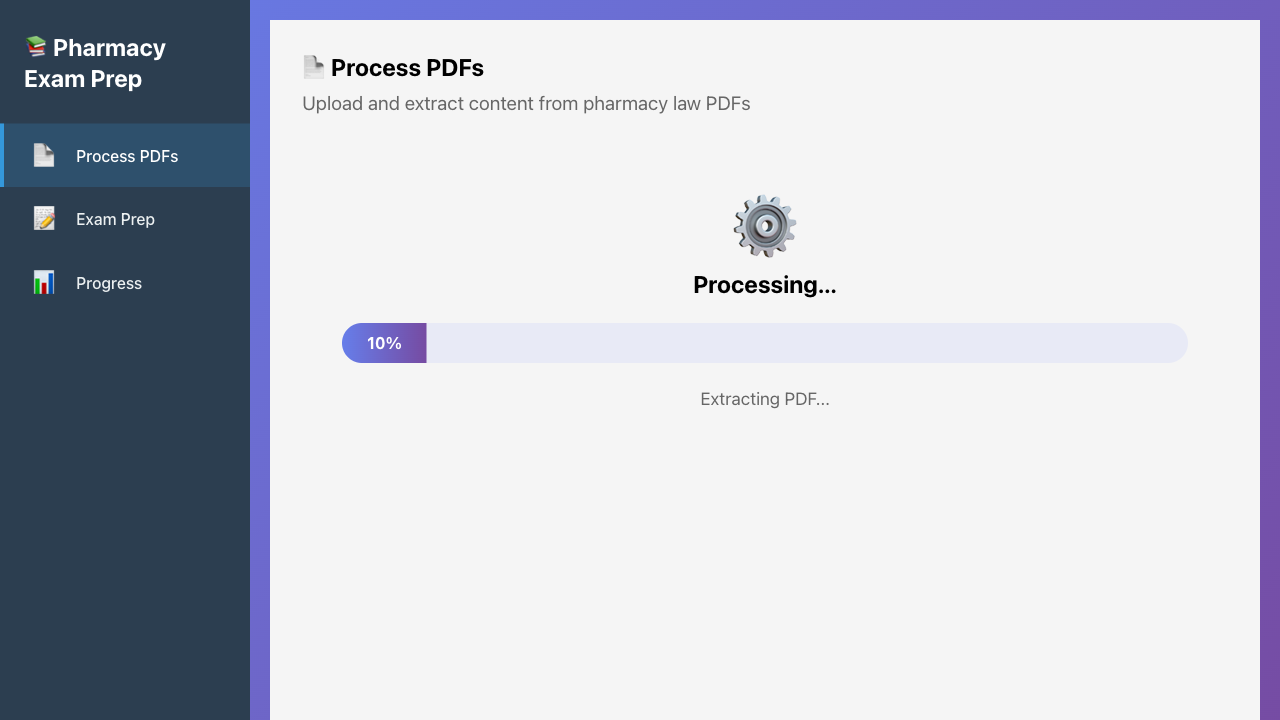 Pharmacy
Exam Prep
Process PDFs
Exam Prep
Progress
Process PDFs
Upload and extract content from pharmacy law PDFs
Processing...
10%
Extracting PDF...